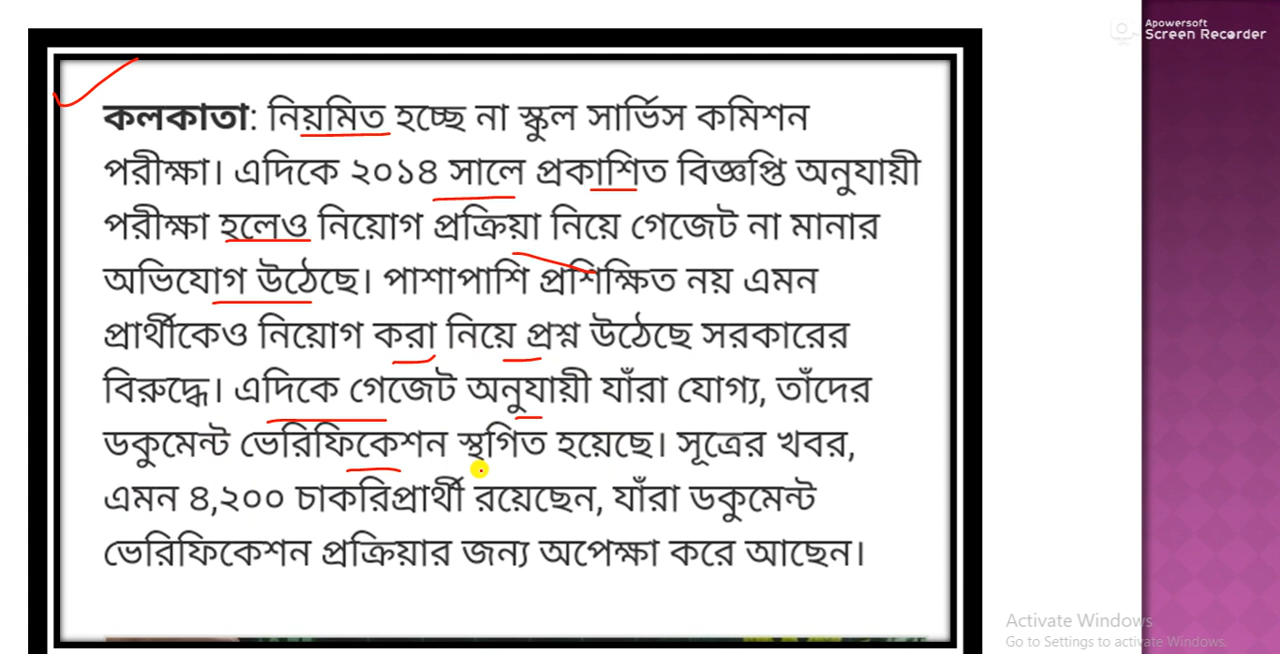 Apowersoft
Screen Recorder
কলকাতা: নিয়মিত হচ্ছে না স্কুল সার্ভিস কমিশন
পরীক্ষা। এদিকে ২০১৪ সালে প্রকাশিত বিজ্ঞপ্তি অনুযায়ী
পরীক্ষা হলেও নিয়োগ প্রক্রিয়া নিয়ে গেজেট না মানার
অভিযোগ উঠেছে। পাশাপাশি প্রশিক্ষিত নয় এমন
প্রার্থীকেও নিয়োগ করা নিয়ে প্রশ্ন উঠেছে সরকারের
বিরুদ্ধে। এদিকে গেজেট অনুযায়ী যাঁরা যোগ্য, তাঁদের
ডকুমেন্ট ভেরিফিকেশন স্থগিত হয়েছে। সূত্রের খবর,
এমন ৪,২০০ চাকরিপ্রার্থী রয়েছেন, যাঁরা ডকুমেন্ট
ভেরিফিকেশন প্রক্রিয়ার জন্য অপেক্ষা করে আছেন।
Activate Windows
Go to Settings to activate Windows.